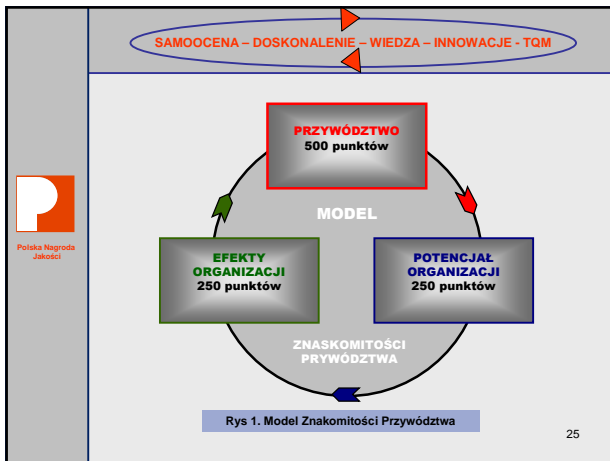 SAMOOCENA – DOSKONALENIE – WIEDZA – INNOWACJE - TQM
Polska Nagroda
Jakości
PRZYWÓDZTWO
500 punktów
MODEL
EFEKTY
ORGANIZACJI
250 punktów
POTENCJAŁ
ORGANIZACJI
250 punktów
ZNASKOMITOŚCI
PRYWÓDZTWA
Rys 1. Model Znakomitości Przywództwa
25